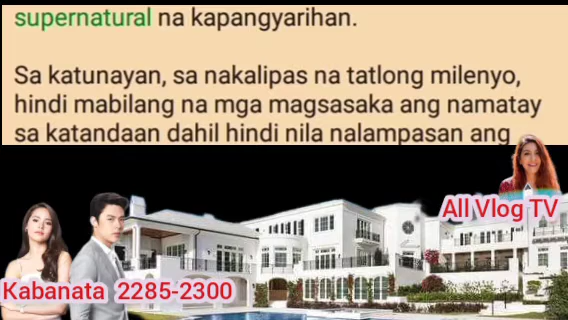 supernatural na kapangyarihan.
Sa katunayan, sa nakalipas na tatlong milenyo,
hindi mabilang na mga magsasaka ang namatay
sa katandaan dahil hindi nila nalampasan ang
All Vlog TV
Kabanata 2285-2300